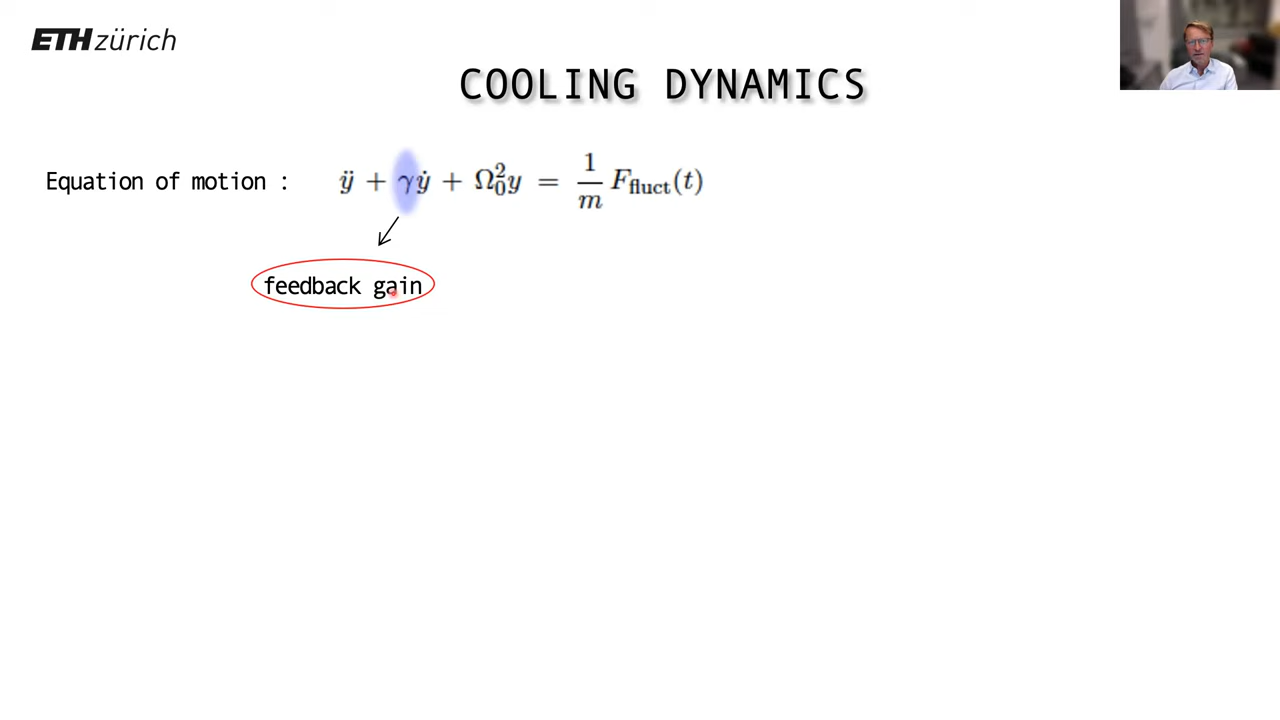 ETH zürich
COOLING DYNAMICS
Equation of motion : ÿ + γẏ + Ω₀²y = 1/m F_fluct(t)
feedback gain